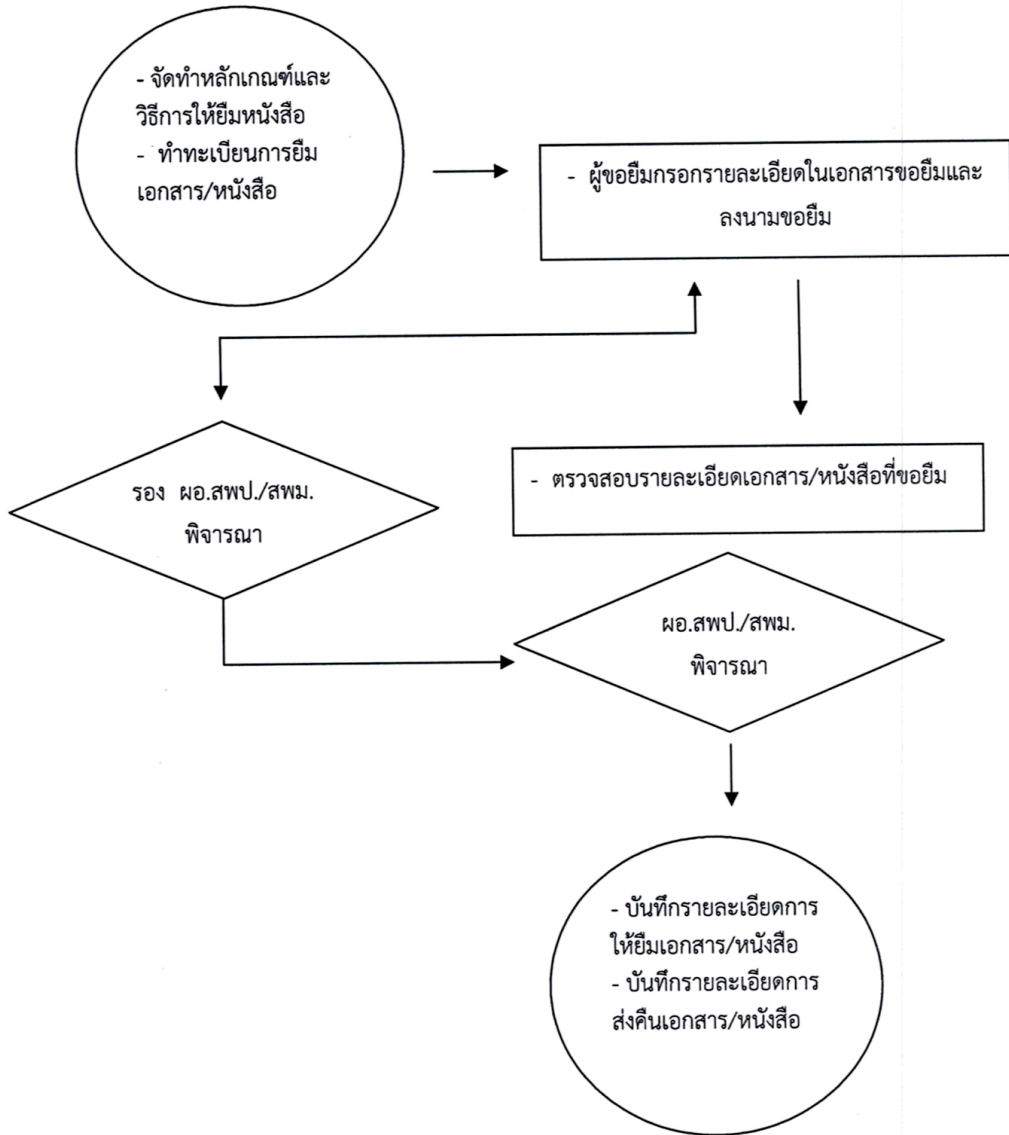 - จัดทำหลักเกณฑ์และ
วิธีการให้ยืมหนังสือ
- ทำทะเบียนการยืม
เอกสาร/หนังสือ
- ผู้ขอยืมกรอกรายละเอียดในเอกสารขอยืมและ
ลงนามขอยืม
รอง ผอ.สพป./สพม.
พิจารณา
- ตรวจสอบรายละเอียดเอกสาร/หนังสือที่ขอยืม
ผอ.สพป./สพม.
พิจารณา
- บันทึกรายละเอียดการ
ให้ยืมเอกสาร/หนังสือ
- บันทึกรายละเอียดการ
ส่งคืนเอกสาร/หนังสือ